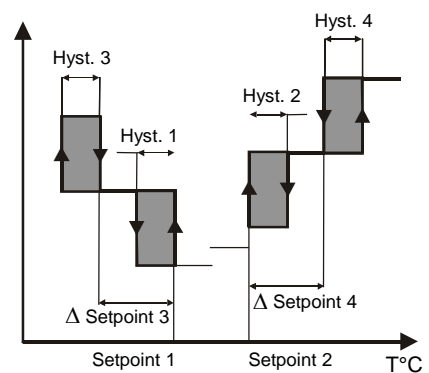 Hyst. 4
Hyst. 3
Hyst. 2
Hyst. 1
Δ Setpoint 3
Δ Setpoint 4
Setpoint 1
Setpoint 2
T°C